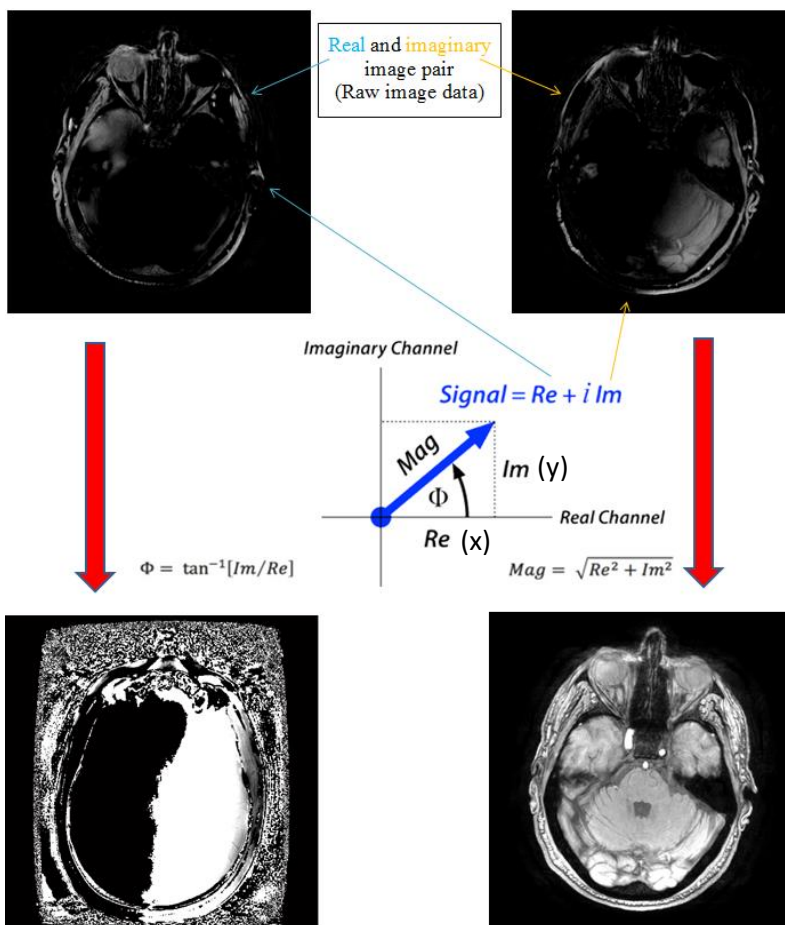 Real and imaginary
image pair
(Raw image data)
Imaginary Channel
Signal = Re + i Im
Mag
Im (y)
Φ
Real Channel
Re (x)
Φ = tan⁻¹[Im/Re]
Mag = √Re² + Im²